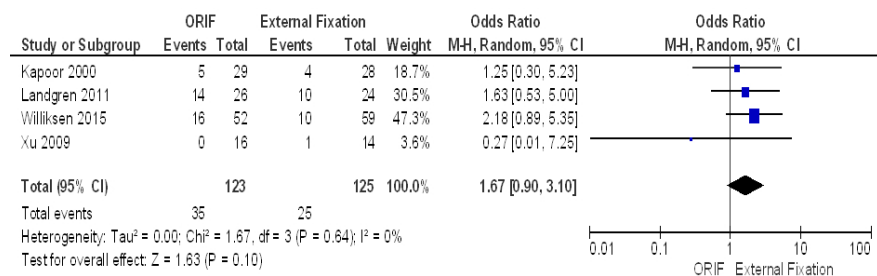 ORIF External Fixation Odds Ratio Odds Ratio
Study or Subgroup Events Total Events Total Weight M-H, Random, 95% CI M-H, Random, 95% CI
Kapoor 2000 5 29 4 28 18.7% 1.25 [0.30, 5.23]
Landgren 2011 14 26 10 24 30.5% 1.63 [0.53, 5.00]
Williksen 2015 16 52 10 59 47.3% 2.18 [0.89, 5.35]
Xu 2009 0 16 1 14 3.6% 0.27 [0.01, 7.25]
Total (95% CI) 123 125 100.0% 1.67 [0.90, 3.10]
Total events 35 25
Heterogeneity: Tau² = 0.00; Chi² = 1.67, df = 3 (P = 0.64); I² = 0%
Test for overall effect: Z = 1.63 (P = 0.10)
0.01 0.1 1 10 100
ORIF External Fixation